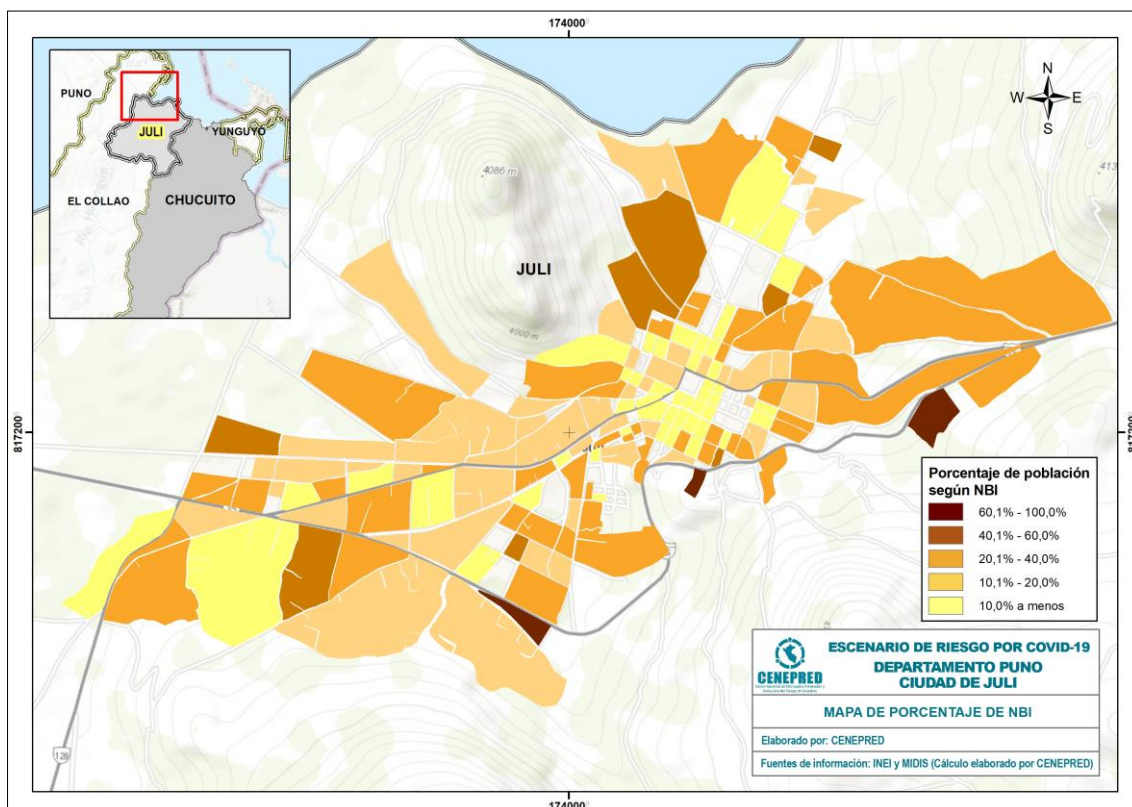 174000
N
W E
S
PUNO
JULI
YUNGUYO
EL COLLAO
CHUCUITO
4086 m
JULI
4000 m
817200
817200
128
Porcentaje de población
según NBI
60,1% - 100,0%
40,1% - 60,0%
20,1% - 40,0%
10,1% - 20,0%
10,0% a menos
CENEPRED
ESCENARIO DE RIESGO POR COVID-19
DEPARTAMENTO PUNO
CIUDAD DE JULI
MAPA DE PORCENTAJE DE NBI
Elaborado por: CENEPRED
Fuentes de información: INEI y MIDIS (Cálculo elaborado por CENEPRED)
174000